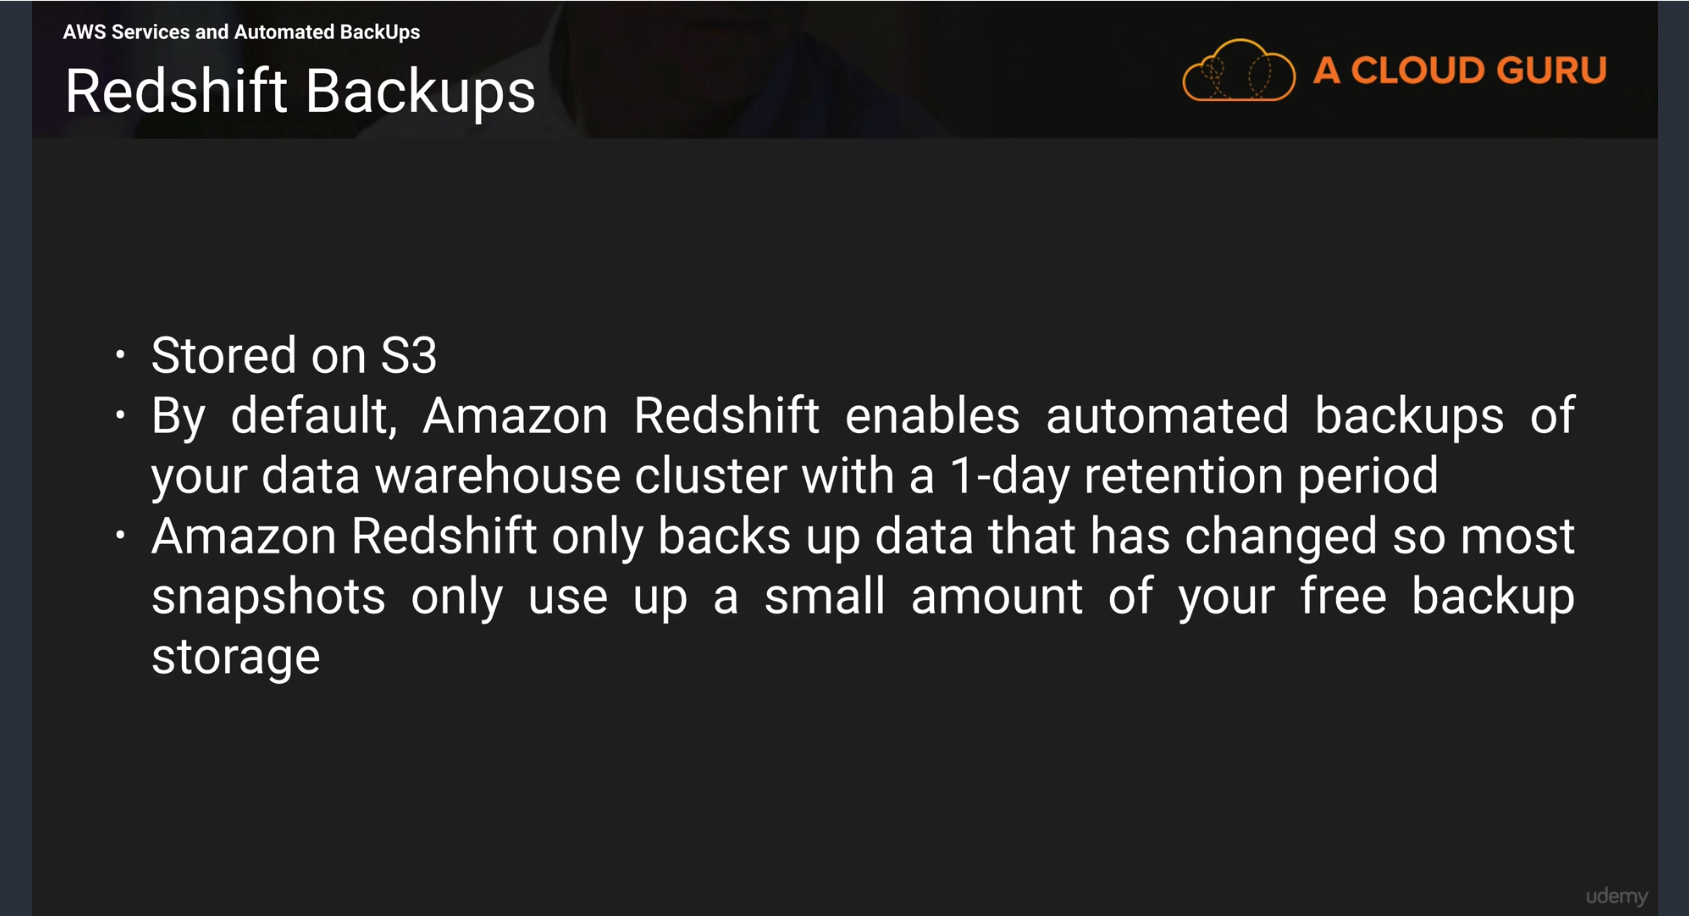 AWS Services and Automated BackUps
Redshift Backups
A CLOUD GURU
• Stored on S3
• By default, Amazon Redshift enables automated backups of
your data warehouse cluster with a 1-day retention period
• Amazon Redshift only backs up data that has changed so most
snapshots only use up a small amount of your free backup
storage
udemy